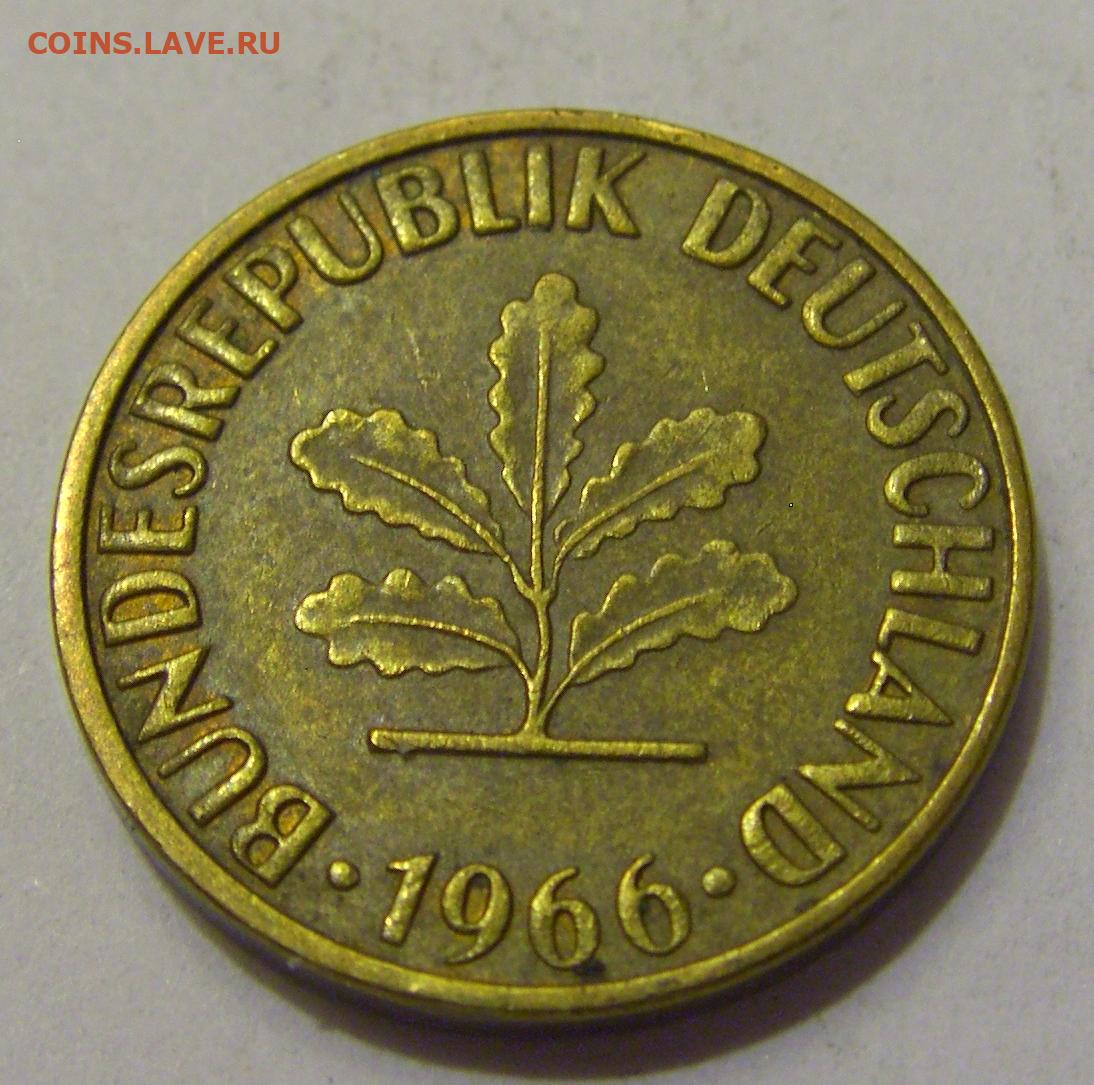 COINS.LAVE.RU
BUNDESREPUBLIK DEUTSCHLAND
· 1966 ·